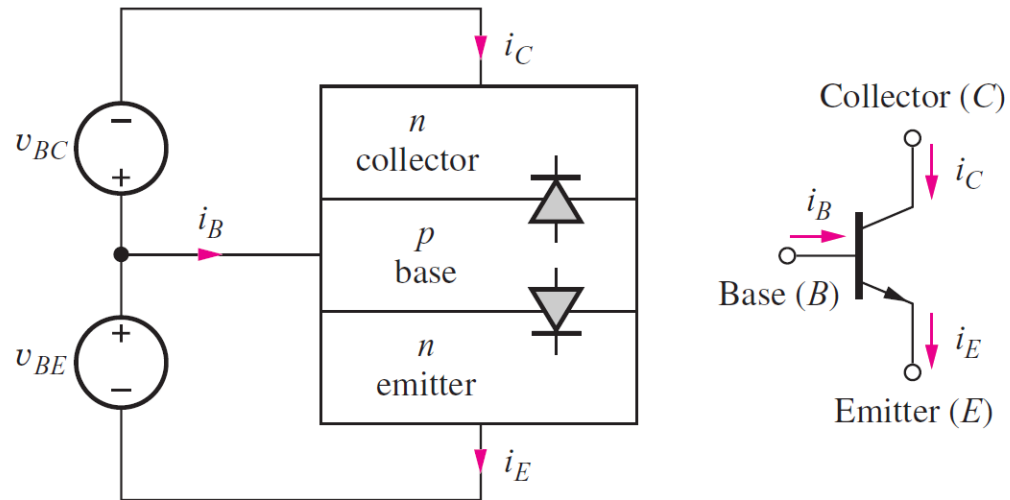 i_C
n
collector
−
v_BC
+
i_B
p
base
+
v_BE
−
n
emitter
i_E
Collector (C)
i_C
i_B
Base (B)
i_E
Emitter (E)